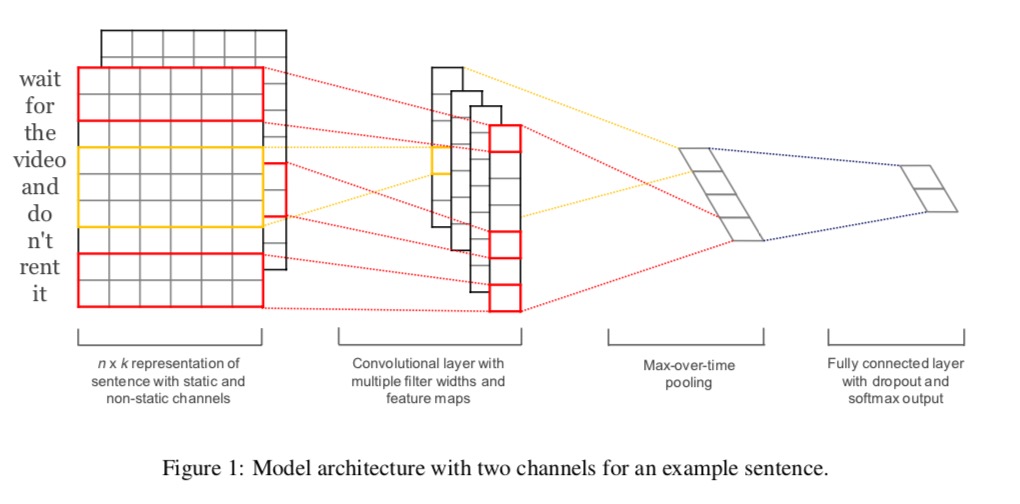 wait
for
the
video
and
do
n't
rent
it
n x k representation of
sentence with static and
non-static channels
Convolutional layer with
multiple filter widths and
feature maps
Max-over-time
pooling
Fully connected layer
with dropout and
softmax output
Figure 1: Model architecture with two channels for an example sentence.